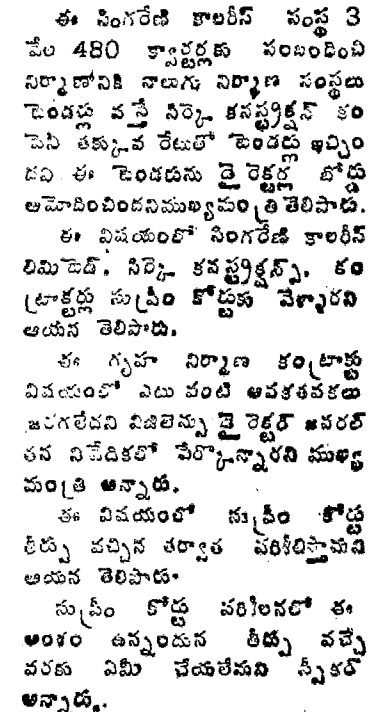 ఈ సింగరేణి కాలరీస్ సంస్థ 3
వేల 480 క్వార్టర్లకు సంబంధించి
నిర్మాణానికి నాలుగు నిర్మాణ సంస్థలు
టెండర్లు వస్తే సిర్కె కనస్ట్రక్షన్ కం
పెనీ తక్కువ రేటుతో టెండర్లు ఇచ్చిం
దని ఈ టెండరును డైరెక్టర్ల బోర్డు
ఆమోదించిందనిముఖ్యమంత్రి తెలిపారు.
ఈ విషయంలో సింగరేణి కాలరీస్
లిమిటెడ్, సిర్కె కనస్ట్రక్షన్స్, కం
ట్రాక్టర్లు సుప్రీం కోర్టుకు వెళ్ళారని
ఆయన తెలిపారు.
ఈ గృహ నిర్మాణ కంట్రాక్టు
విషయంలో ఎటు వంటి అవకతవకలు
జరగలేదని విజిలెన్సు డైరెక్టర్ జనరల్
తన నివేదికలో పేర్కొన్నారని ముఖ్య
మంత్రి అన్నారు.
ఈ విషయంలో సుప్రీం కోర్టు
తీర్పు వచ్చిన తర్వాత పరిశీలిస్తామని
ఆయన తెలిపారు.
సుప్రీం కోర్టు పరిశీలనలో ఈ
అంశం ఉన్నందున తీర్పు వచ్చే
వరకు ఏమీ చేయలేమని స్పీకర్
అన్నారు.